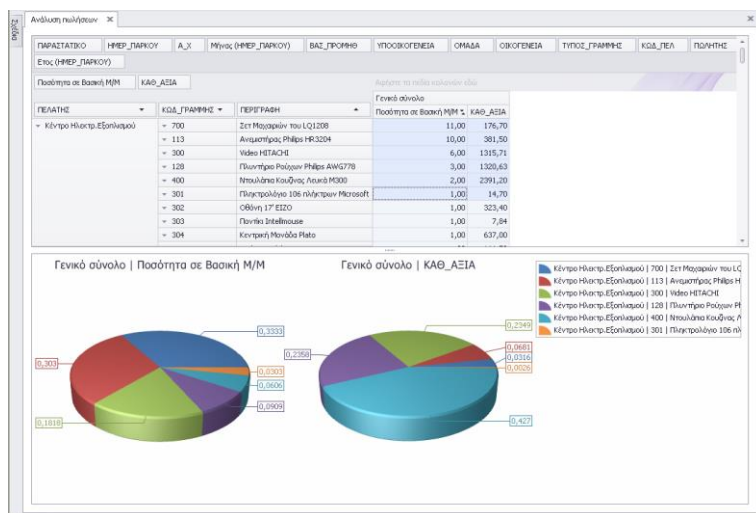 Σχέδιο
Ανάλυση πωλήσεων
ΠΑΡΑΣΤΑΤΙΚΟ ΗΜΕΡ_ΠΑΡΚΟΥ Α_Χ Μήνας (ΗΜΕΡ_ΠΑΡΚΟΥ) ΒΑΣ_ΠΡΟΜΗΘ ΥΠΟΟΙΚΟΓΕΝΕΙΑ ΟΜΑΔΑ ΟΙΚΟΓΕΝΕΙΑ ΤΥΠΟΣ_ΓΡΑΜΜΗΣ ΚΩΔ_ΠΕΛ ΠΩΛΗΤΗΣ
Ετος (ΗΜΕΡ_ΠΑΡΚΟΥ)
Ποσότητα σε Βασική Μ/Μ ΚΑΘ_ΑΞΙΑ Αφήστε τα πεδία κολονών εδώ
Γενικό σύνολο
ΠΕΛΑΤΗΣ ΚΩΔ_ΓΡΑΜΜΗΣ ΠΕΡΙΓΡΑΦΗ Ποσότητα σε Βασική Μ/Μ ΚΑΘ_ΑΞΙΑ
Κέντρο Ηλεκτρ.Εξοπλισμού 700 Σετ Μαχαιριών του LQ1208 11,00 176,70
113 Ανεμιστήρας Philips HR3204 10,00 381,50
300 Video HITACHI 6,00 1315,71
128 Πλυντήριο Ρούχων Philips AWG778 3,00 1320,63
400 Ντουλάπια Κουζίνας Λευκά M300 2,00 2391,20
301 Πληκτρολόγιο 106 πλήκτρων Microsoft 1,00 14,70
302 Οθόνη 17' EIZO 1,00 323,40
303 Ποντίκι Intellmouse 1,00 7,84
304 Κεντρική Μονάδα Plato 1,00 637,00
Γενικό σύνολο | Ποσότητα σε Βασική Μ/Μ
0,3333
0,303
0,0303
0,0606
0,0909
0,1818
Γενικό σύνολο | ΚΑΘ_ΑΞΙΑ
0,2349
0,2358
0,0681
0,0316
0,0026
0,427
Κέντρο Ηλεκτρ.Εξοπλισμού | 700 | Σετ Μαχαιριών του LQ
Κέντρο Ηλεκτρ.Εξοπλισμού | 113 | Ανεμιστήρας Philips H
Κέντρο Ηλεκτρ.Εξοπλισμού | 300 | Video HITACHI
Κέντρο Ηλεκτρ.Εξοπλισμού | 128 | Πλυντήριο Ρούχων Ph
Κέντρο Ηλεκτρ.Εξοπλισμού | 400 | Ντουλάπια Κουζίνας Λ
Κέντρο Ηλεκτρ.Εξοπλισμού | 301 | Πληκτρολόγιο 106 πλ